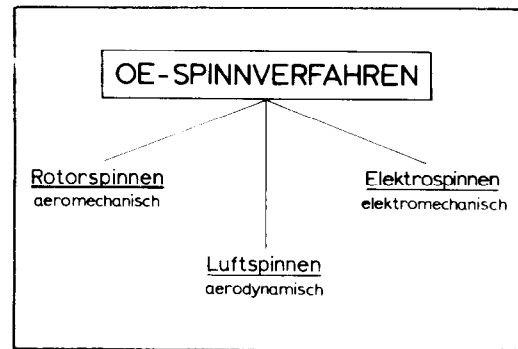 OE-SPINNVERFAHREN
Rotorspinnen
aeromechanisch
Elektrospinnen
elektromechanisch
Luftspinnen
aerodynamisch